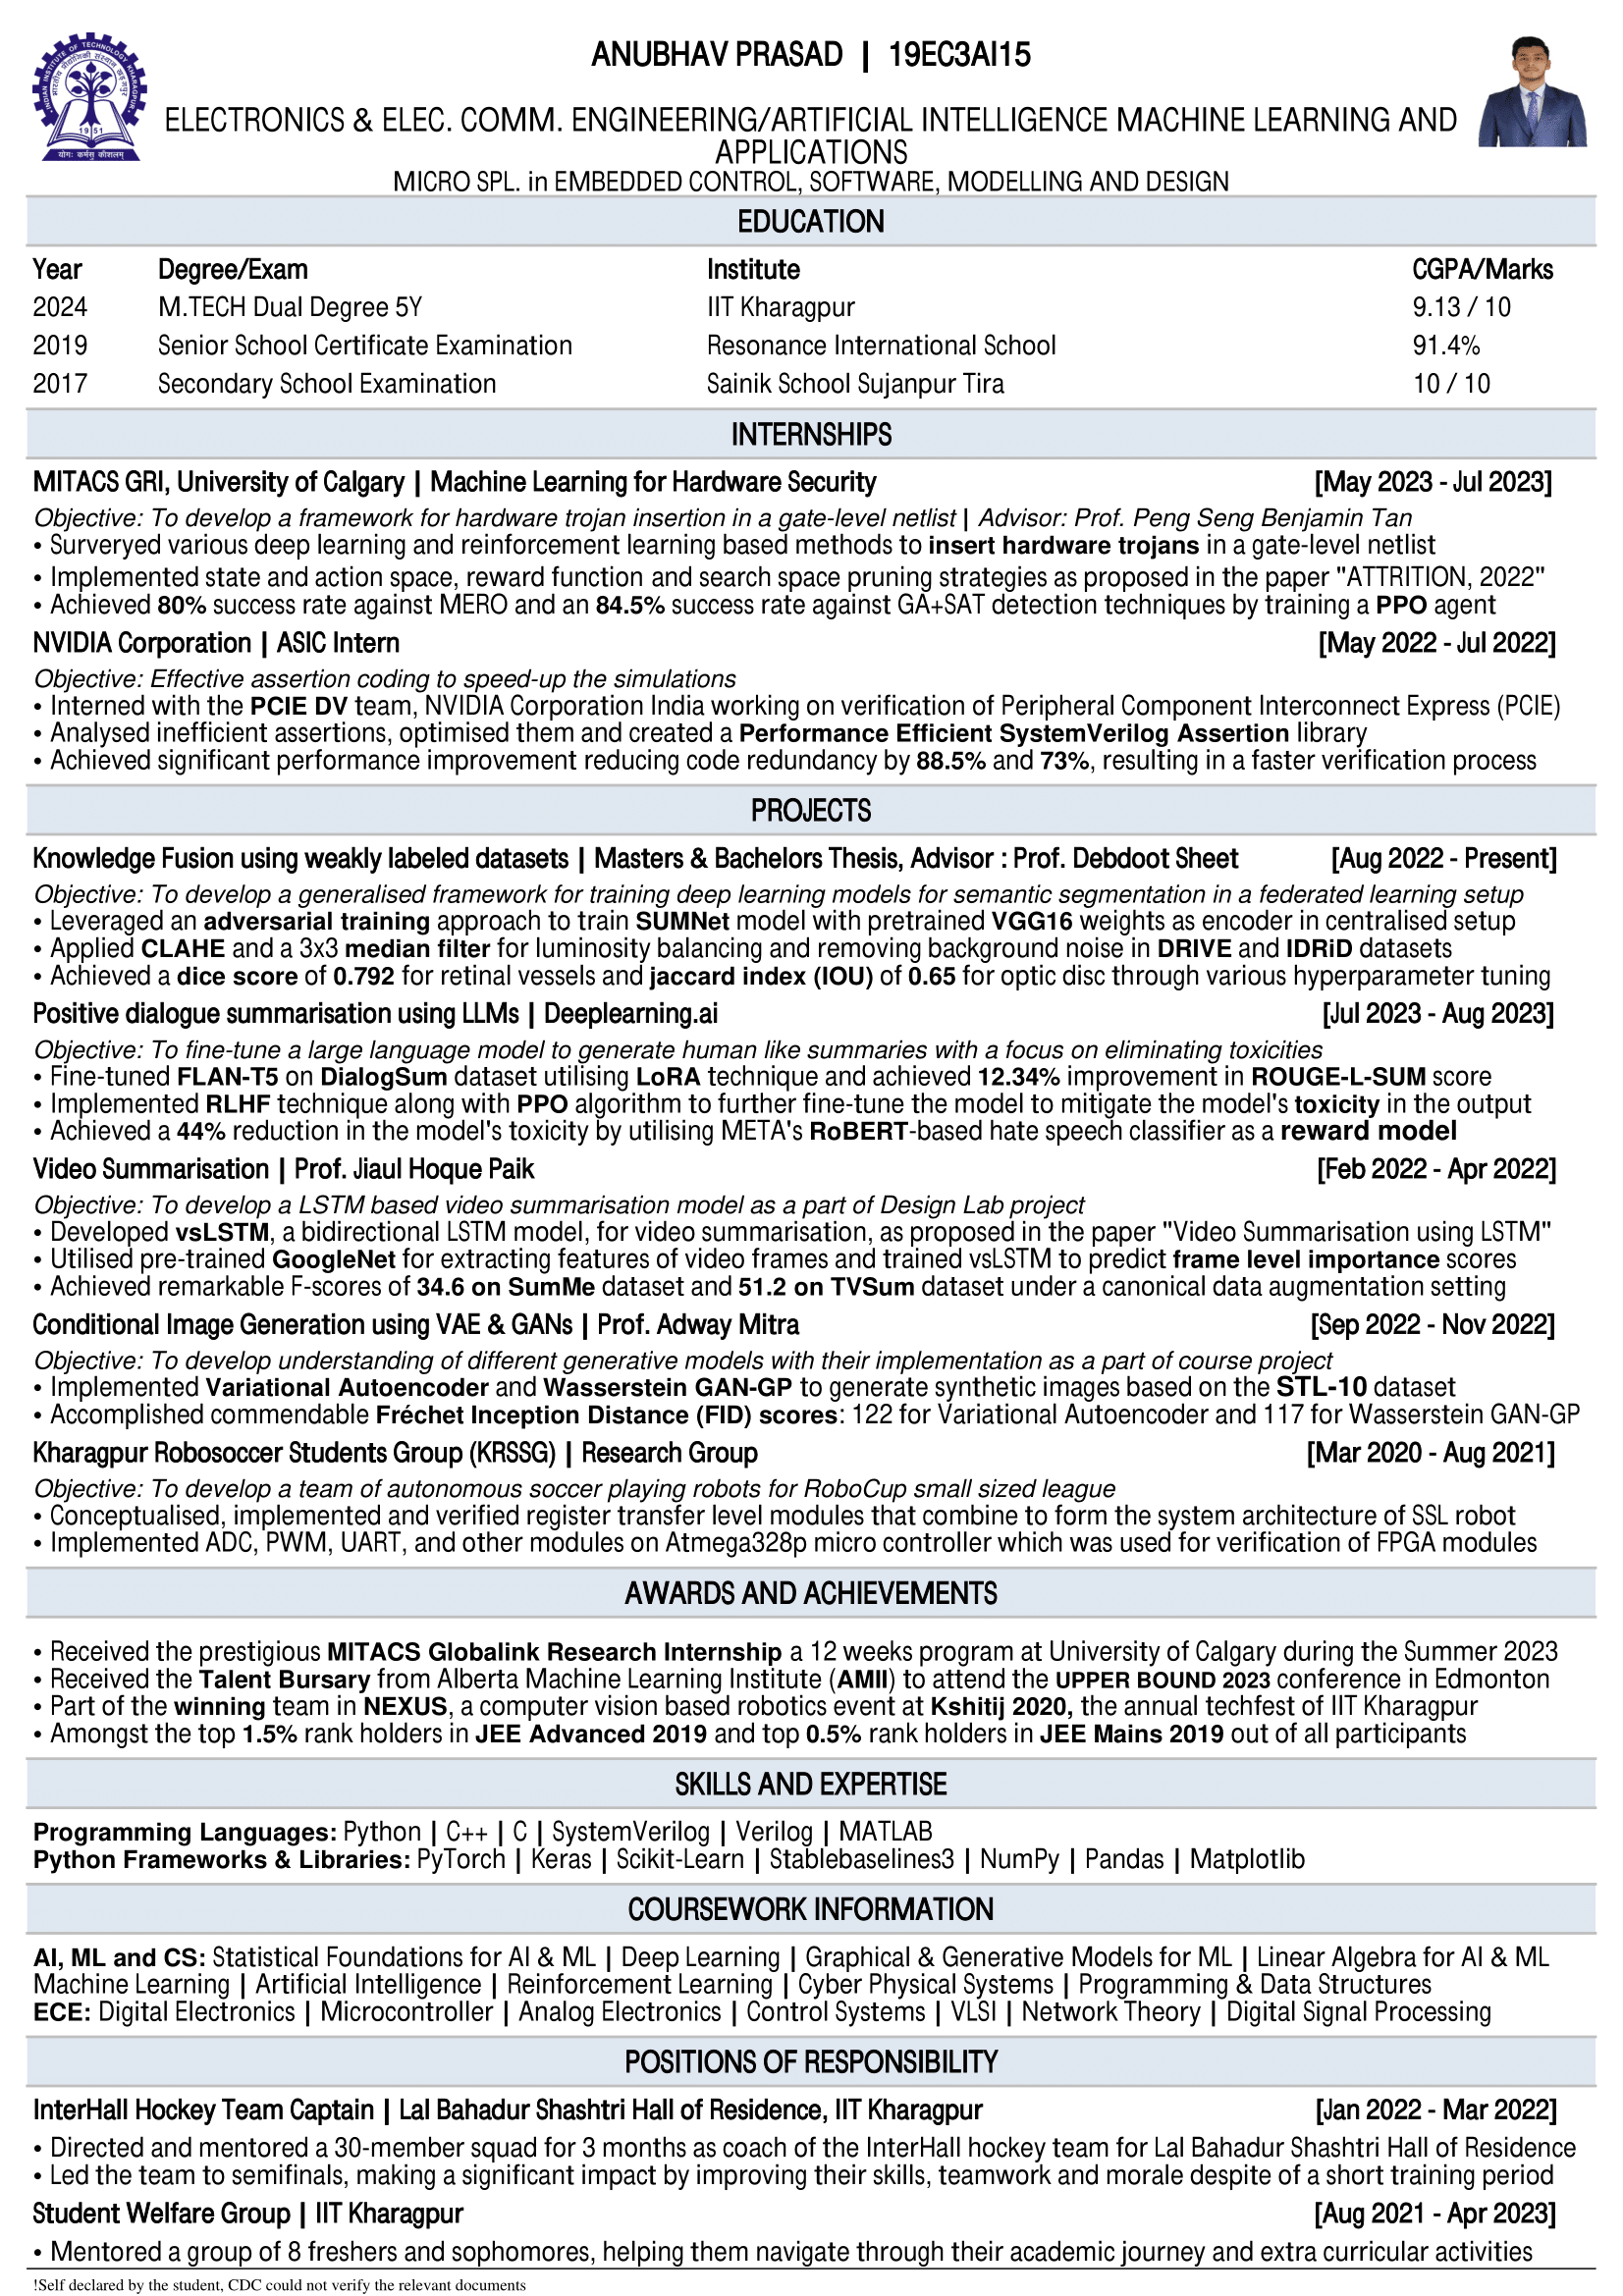 INDIAN INSTITUTE OF TECHNOLOGY KHARAGPUR
भारतीय प्रौद्योगिकी संस्थान खड़गपुर
1951
योगः कर्मसु कौशलम्
ANUBHAV PRASAD | 19EC3AI15
ELECTRONICS & ELEC. COMM. ENGINEERING/ARTIFICIAL INTELLIGENCE MACHINE LEARNING AND
APPLICATIONS
MICRO SPL. in EMBEDDED CONTROL, SOFTWARE, MODELLING AND DESIGN
EDUCATION
Year Degree/Exam Institute CGPA/Marks
2024 M.TECH Dual Degree 5Y IIT Kharagpur 9.13 / 10
2019 Senior School Certificate Examination Resonance International School 91.4%
2017 Secondary School Examination Sainik School Sujanpur Tira 10 / 10
INTERNSHIPS
MITACS GRI, University of Calgary | Machine Learning for Hardware Security [May 2023 - Jul 2023]
Objective: To develop a framework for hardware trojan insertion in a gate-level netlist | Advisor: Prof. Peng Seng Benjamin Tan
• Surveryed various deep learning and reinforcement learning based methods to insert hardware trojans in a gate-level netlist
• Implemented state and action space, reward function and search space pruning strategies as proposed in the paper "ATTRITION, 2022"
• Achieved 80% success rate against MERO and an 84.5% success rate against GA+SAT detection techniques by training a PPO agent
NVIDIA Corporation | ASIC Intern [May 2022 - Jul 2022]
Objective: Effective assertion coding to speed-up the simulations
• Interned with the PCIE DV team, NVIDIA Corporation India working on verification of Peripheral Component Interconnect Express (PCIE)
• Analysed inefficient assertions, optimised them and created a Performance Efficient SystemVerilog Assertion library
• Achieved significant performance improvement reducing code redundancy by 88.5% and 73%, resulting in a faster verification process
PROJECTS
Knowledge Fusion using weakly labeled datasets | Masters & Bachelors Thesis, Advisor : Prof. Debdoot Sheet [Aug 2022 - Present]
Objective: To develop a generalised framework for training deep learning models for semantic segmentation in a federated learning setup
• Leveraged an adversarial training approach to train SUMNet model with pretrained VGG16 weights as encoder in centralised setup
• Applied CLAHE and a 3x3 median filter for luminosity balancing and removing background noise in DRIVE and IDRiD datasets
• Achieved a dice score of 0.792 for retinal vessels and jaccard index (IOU) of 0.65 for optic disc through various hyperparameter tuning
Positive dialogue summarisation using LLMs | Deeplearning.ai [Jul 2023 - Aug 2023]
Objective: To fine-tune a large language model to generate human like summaries with a focus on eliminating toxicities
• Fine-tuned FLAN-T5 on DialogSum dataset utilising LoRA technique and achieved 12.34% improvement in ROUGE-L-SUM score
• Implemented RLHF technique along with PPO algorithm to further fine-tune the model to mitigate the model's toxicity in the output
• Achieved a 44% reduction in the model's toxicity by utilising META's RoBERT-based hate speech classifier as a reward model
Video Summarisation | Prof. Jiaul Hoque Paik [Feb 2022 - Apr 2022]
Objective: To develop a LSTM based video summarisation model as a part of Design Lab project
• Developed vsLSTM, a bidirectional LSTM model, for video summarisation, as proposed in the paper "Video Summarisation using LSTM"
• Utilised pre-trained GoogleNet for extracting features of video frames and trained vsLSTM to predict frame level importance scores
• Achieved remarkable F-scores of 34.6 on SumMe dataset and 51.2 on TVSum dataset under a canonical data augmentation setting
Conditional Image Generation using VAE & GANs | Prof. Adway Mitra [Sep 2022 - Nov 2022]
Objective: To develop understanding of different generative models with their implementation as a part of course project
• Implemented Variational Autoencoder and Wasserstein GAN-GP to generate synthetic images based on the STL-10 dataset
• Accomplished commendable Fréchet Inception Distance (FID) scores: 122 for Variational Autoencoder and 117 for Wasserstein GAN-GP
Kharagpur Robosoccer Students Group (KRSSG) | Research Group [Mar 2020 - Aug 2021]
Objective: To develop a team of autonomous soccer playing robots for RoboCup small sized league
• Conceptualised, implemented and verified register transfer level modules that combine to form the system architecture of SSL robot
• Implemented ADC, PWM, UART, and other modules on Atmega328p micro controller which was used for verification of FPGA modules
AWARDS AND ACHIEVEMENTS
• Received the prestigious MITACS Globalink Research Internship a 12 weeks program at University of Calgary during the Summer 2023
• Received the Talent Bursary from Alberta Machine Learning Institute (AMII) to attend the UPPER BOUND 2023 conference in Edmonton
• Part of the winning team in NEXUS, a computer vision based robotics event at Kshitij 2020, the annual techfest of IIT Kharagpur
• Amongst the top 1.5% rank holders in JEE Advanced 2019 and top 0.5% rank holders in JEE Mains 2019 out of all participants
SKILLS AND EXPERTISE
Programming Languages: Python | C++ | C | SystemVerilog | Verilog | MATLAB
Python Frameworks & Libraries: PyTorch | Keras | Scikit-Learn | Stablebaselines3 | NumPy | Pandas | Matplotlib
COURSEWORK INFORMATION
AI, ML and CS: Statistical Foundations for AI & ML | Deep Learning | Graphical & Generative Models for ML | Linear Algebra for AI & ML
Machine Learning | Artificial Intelligence | Reinforcement Learning | Cyber Physical Systems | Programming & Data Structures
ECE: Digital Electronics | Microcontroller | Analog Electronics | Control Systems | VLSI | Network Theory | Digital Signal Processing
POSITIONS OF RESPONSIBILITY
InterHall Hockey Team Captain | Lal Bahadur Shashtri Hall of Residence, IIT Kharagpur [Jan 2022 - Mar 2022]
• Directed and mentored a 30-member squad for 3 months as coach of the InterHall hockey team for Lal Bahadur Shashtri Hall of Residence
• Led the team to semifinals, making a significant impact by improving their skills, teamwork and morale despite of a short training period
Student Welfare Group | IIT Kharagpur [Aug 2021 - Apr 2023]
• Mentored a group of 8 freshers and sophomores, helping them navigate through their academic journey and extra curricular activities
!Self declared by the student, CDC could not verify the relevant documents